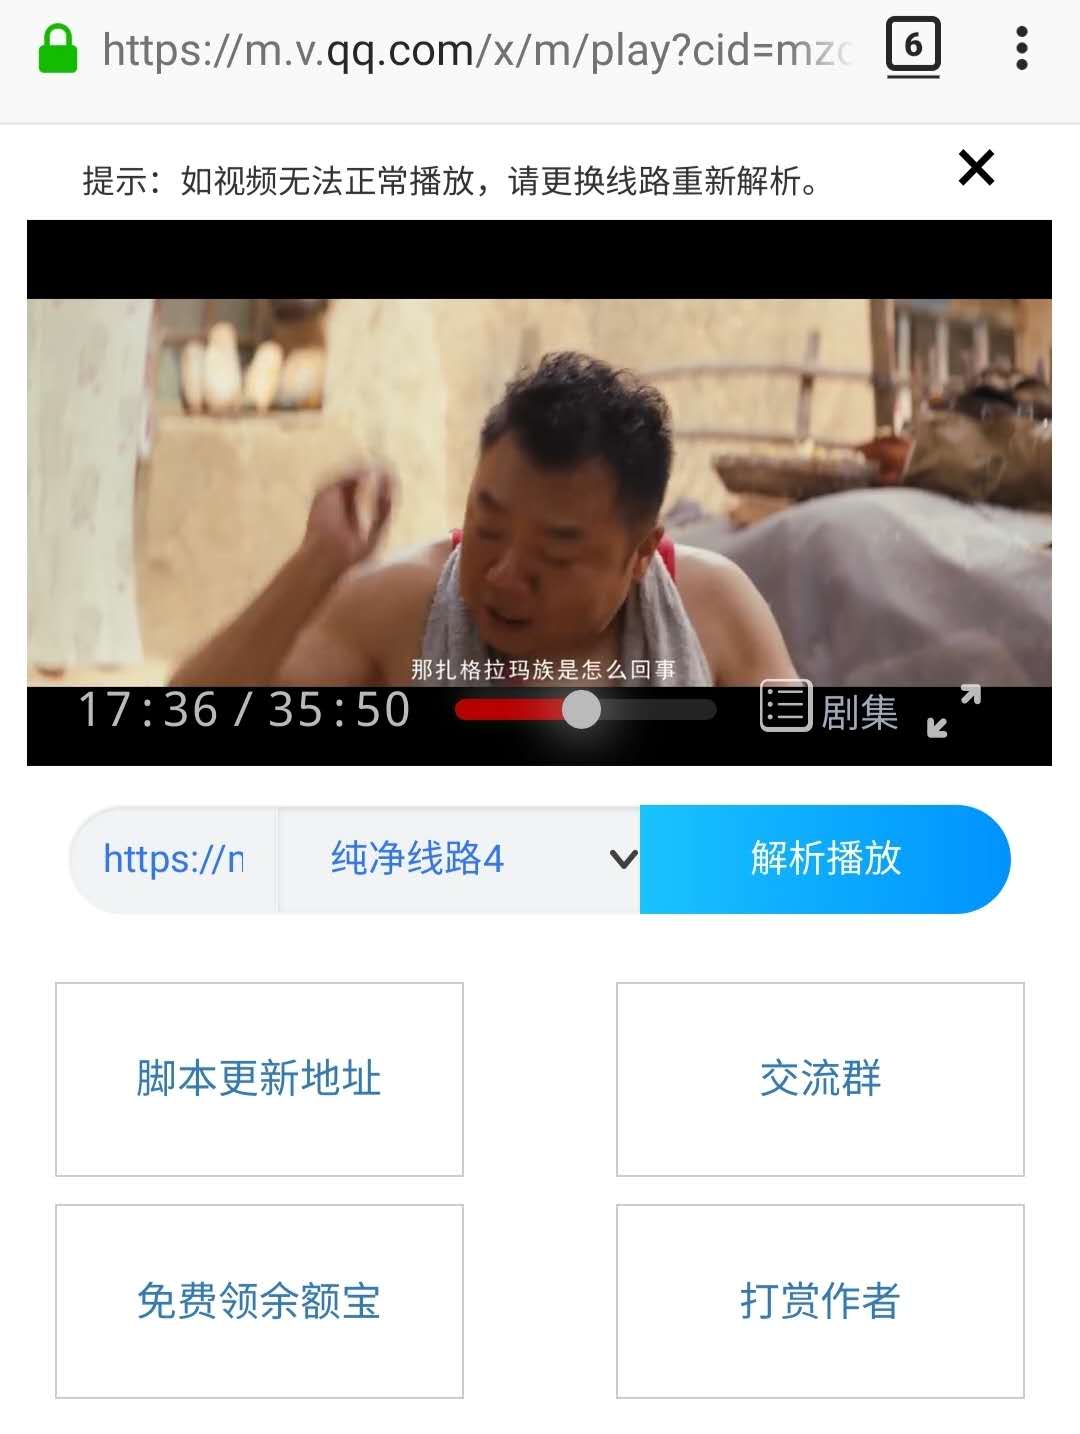 https://m.v.qq.com/x/m/play?cid=mz
6
提示：如视频无法正常播放，请更换线路重新解析。
那扎格拉玛族是怎么回事
17:36 / 35:50
剧集
https://n
纯净线路4
解析播放
脚本更新地址
交流群
免费领余额宝
打赏作者